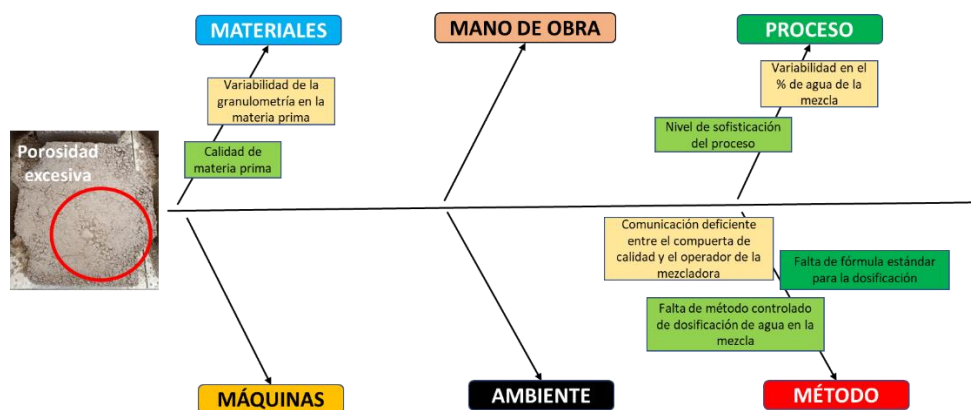 MATERIALES
MANO DE OBRA
PROCESO
Variabilidad de la
granulometría en la
materia prima
Variabilidad en el
% de agua de la
mezcla
Nivel de sofisticación
del proceso
Calidad de
materia prima
Porosidad
excesiva
Comunicación deficiente
entre el compuerta de
calidad y el operador de la
mezcladora
Falta de fórmula estándar
para la dosificación
Falta de método controlado
de dosificación de agua en la
mezcla
MÁQUINAS
AMBIENTE
MÉTODO